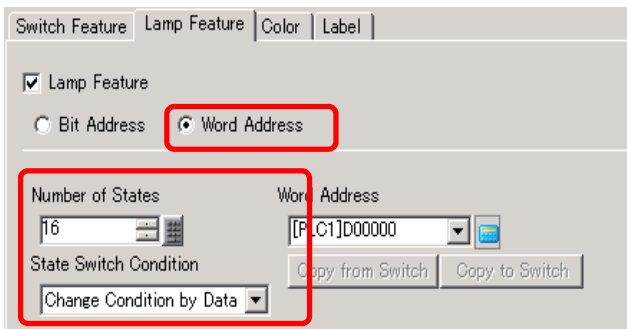 Switch Feature Lamp Feature Color Label
Lamp Feature
Bit Address Word Address
Number of States Word Address
16 [PLC1]D00000
State Switch Condition Copy from Switch Copy to Switch
Change Condition by Data